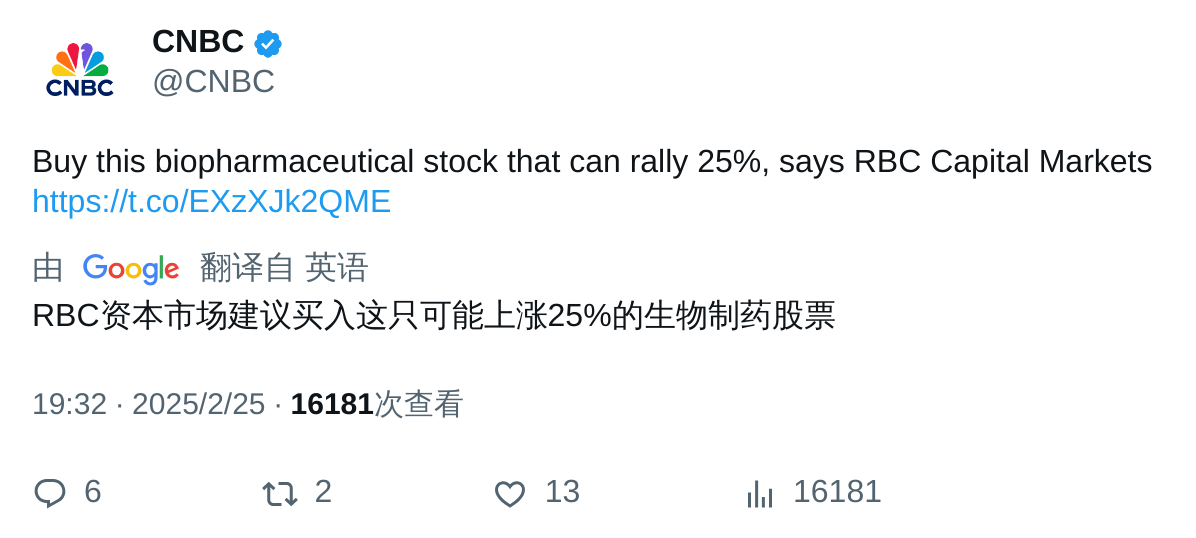 CNBC
CNBC
@CNBC
Buy this biopharmaceutical stock that can rally 25%, says RBC Capital Markets
https://t.co/EXzXJk2QME
由 Google 翻译自 英语
RBC资本市场建议买入这只可能上涨25%的生物制药股票
19:32 · 2025/2/25 · 16181次查看
6 2 13 16181